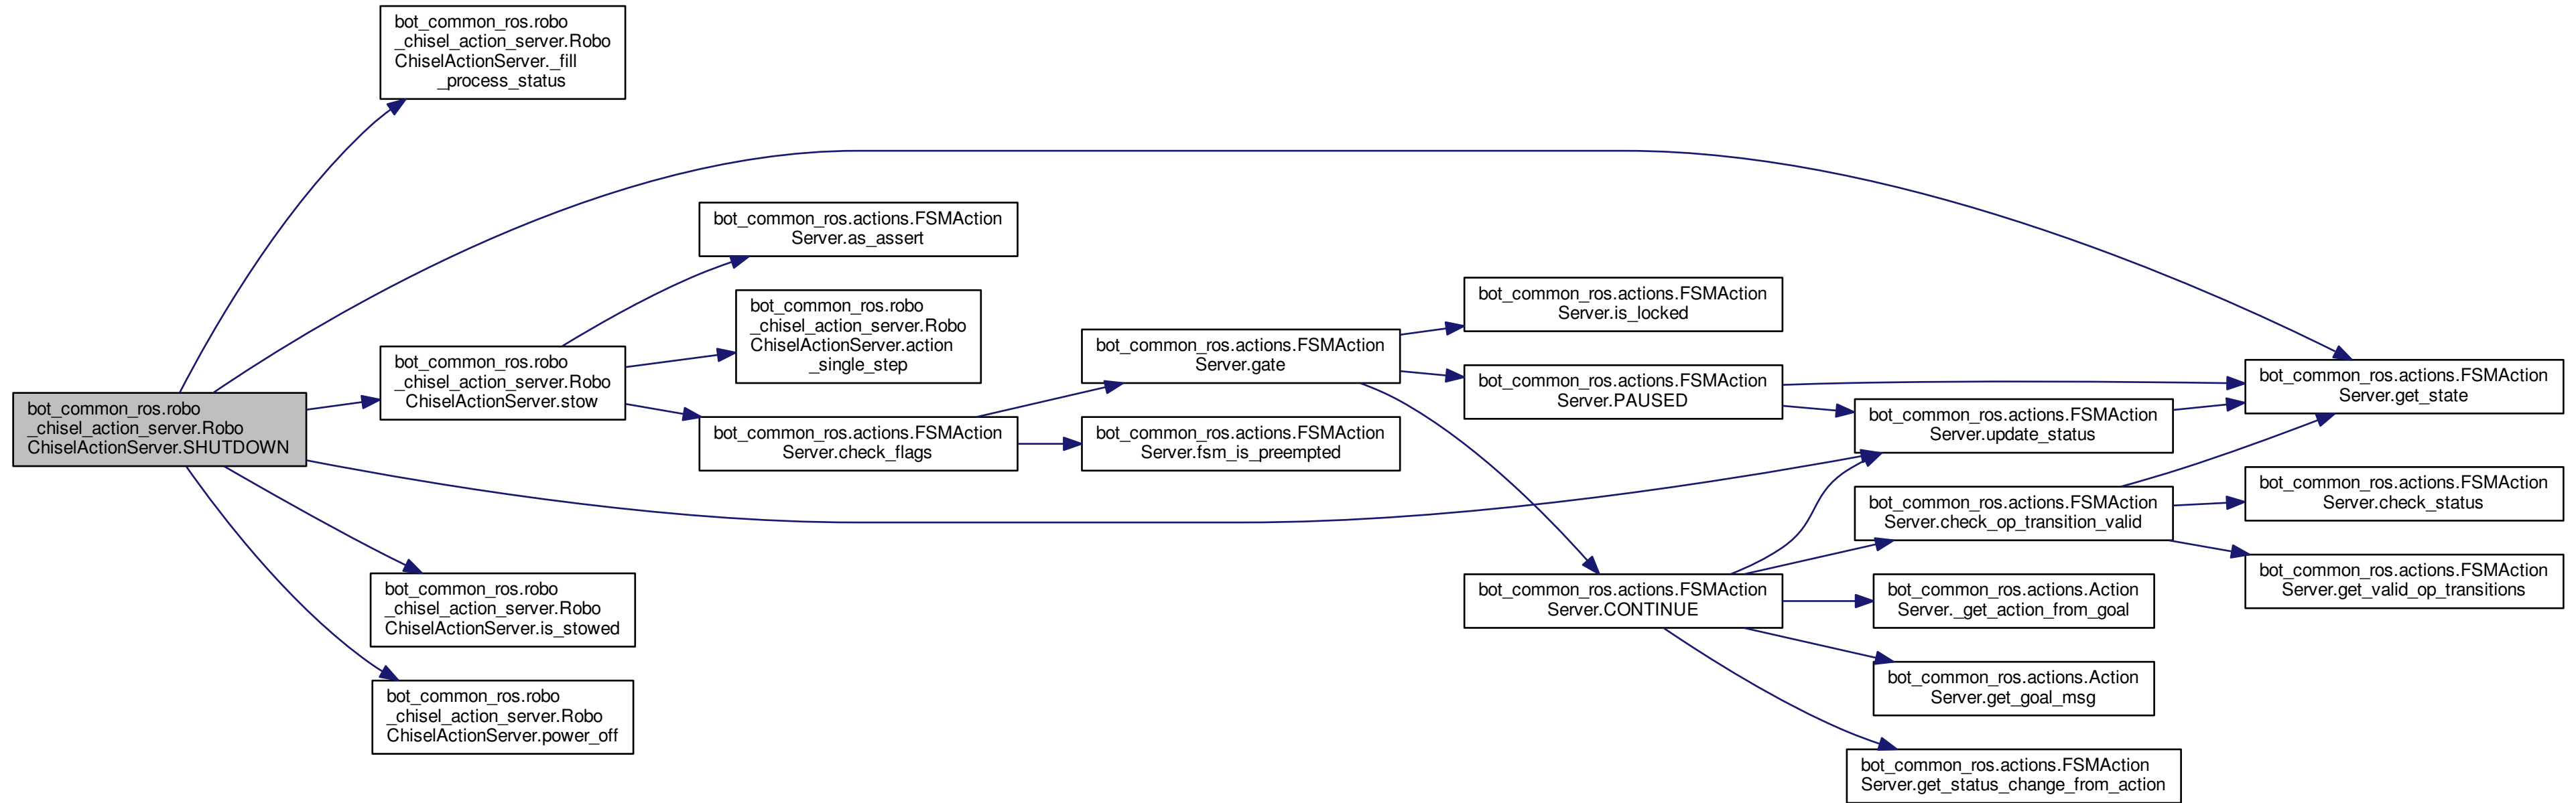 bot_common_ros.robo
_chisel_action_server.Robo
ChiselActionServer._fill
_process_status
bot_common_ros.actions.FSMAction
Server.as_assert
bot_common_ros.robo
_chisel_action_server.Robo
ChiselActionServer.action
_single_step
bot_common_ros.actions.FSMAction
Server.is_locked
bot_common_ros.actions.FSMAction
Server.gate
bot_common_ros.robo
_chisel_action_server.Robo
ChiselActionServer.stow
bot_common_ros.actions.FSMAction
Server.PAUSED
bot_common_ros.actions.FSMAction
Server.get_state
bot_common_ros.robo
_chisel_action_server.Robo
ChiselActionServer.SHUTDOWN
bot_common_ros.actions.FSMAction
Server.check_flags
bot_common_ros.actions.FSMAction
Server.fsm_is_preempted
bot_common_ros.actions.FSMAction
Server.update_status
bot_common_ros.actions.FSMAction
Server.check_status
bot_common_ros.actions.FSMAction
Server.check_op_transition_valid
bot_common_ros.actions.FSMAction
Server.get_valid_op_transitions
bot_common_ros.robo
_chisel_action_server.Robo
ChiselActionServer.is_stowed
bot_common_ros.actions.FSMAction
Server.CONTINUE
bot_common_ros.actions.Action
Server._get_action_from_goal
bot_common_ros.actions.Action
Server.get_goal_msg
bot_common_ros.robo
_chisel_action_server.Robo
ChiselActionServer.power_off
bot_common_ros.actions.FSMAction
Server.get_status_change_from_action